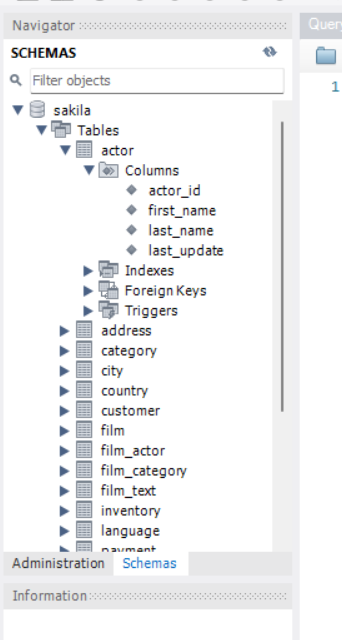 Navigator
Query
SCHEMAS
Filter objects
1
sakila
Tables
actor
Columns
actor_id
first_name
last_name
last_update
Indexes
Foreign Keys
Triggers
address
category
city
country
customer
film
film_actor
film_category
film_text
inventory
language
payment
Administration
Schemas
Information